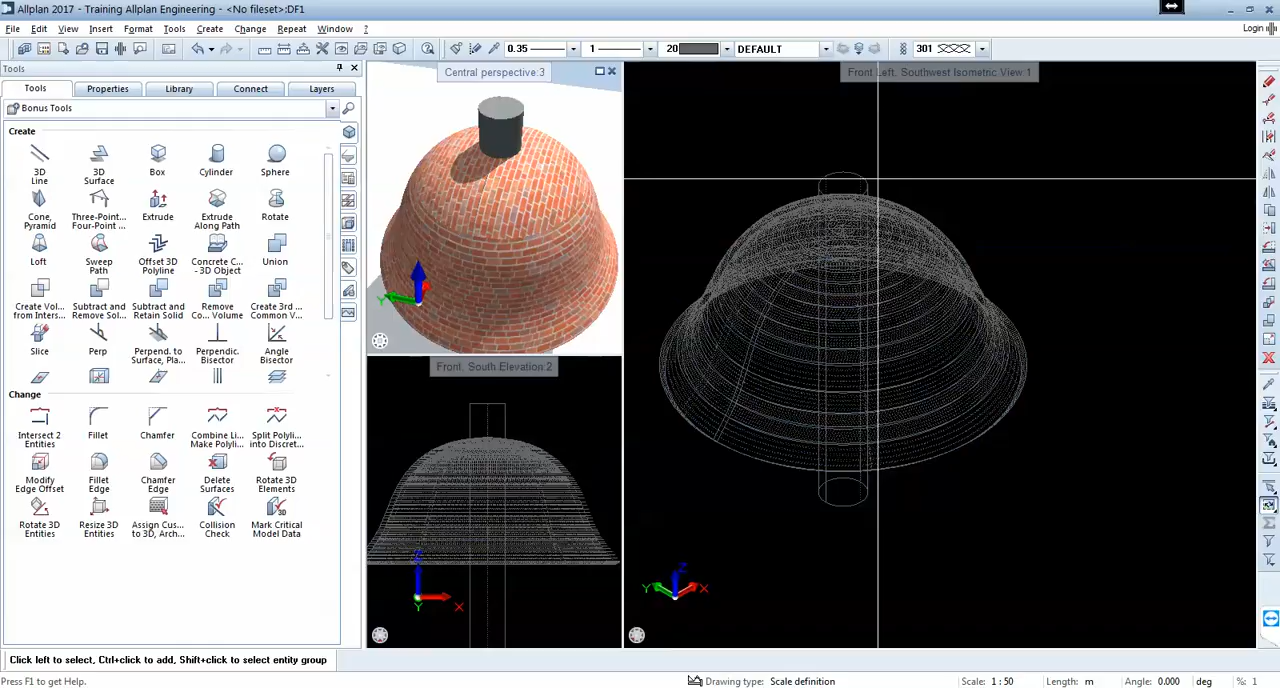 Allplan 2017 - Training Allplan Engineering - <No fileset>:DF1
File Edit View Insert Format Tools Create Change Repeat Window ?
Login
0.35 1 20 DEFAULT 301
Tools
Tools Properties Library Connect Layers
Bonus Tools
Create
3D Line
3D Surface
Box
Cylinder
Sphere
Cone, Pyramid
Three-Point... Four-Point ...
Extrude
Extrude Along Path
Rotate
Loft
Sweep Path
Offset 3D Polyline
Concrete C... - 3D Object
Union
Create Vol... from Inters...
Subtract and Remove Sol...
Subtract and Retain Solid
Remove Co... Volume
Create 3rd ... Common V...
Slice
Perp
Perpend. to Surface, Pla...
Perpendic. Bisector
Angle Bisector
Change
Intersect 2 Entities
Fillet
Chamfer
Combine Li... Make Polyli...
Split Polyli... into Discret...
Modify Edge Offset
Fillet Edge
Chamfer Edge
Delete Surfaces
Rotate 3D Elements
Rotate 3D Entities
Resize 3D Entities
Assign Cu... to 3D, Arch...
Collision Check
Mark Critical Model Data
Central perspective:3
Y
Front, South Elevation:2
Z
Y
X
Front Left, Southwest Isometric View:1
Z
Y
X
Click left to select, Ctrl+click to add, Shift+click to select entity group
Press F1 to get Help.
Drawing type: Scale definition
Scale: 1 : 50
Length: m
Angle: 0.000 deg
%: 1